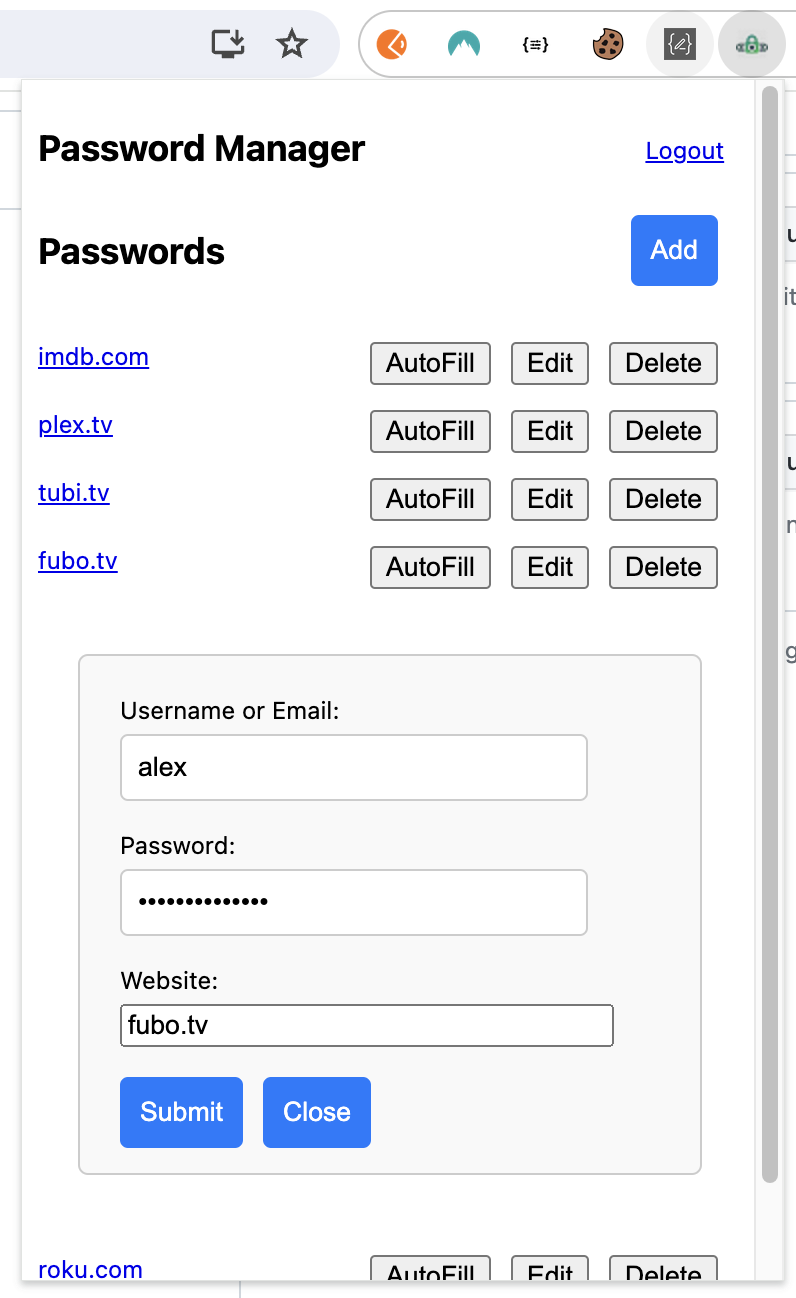 Password Manager Logout
Passwords Add
imdb.com AutoFill Edit Delete
plex.tv AutoFill Edit Delete
tubi.tv AutoFill Edit Delete
fubo.tv AutoFill Edit Delete
Username or Email:
alex
Password:
••••••••••••••
Website:
fubo.tv
Submit Close
roku.com AutoFill Edit Delete